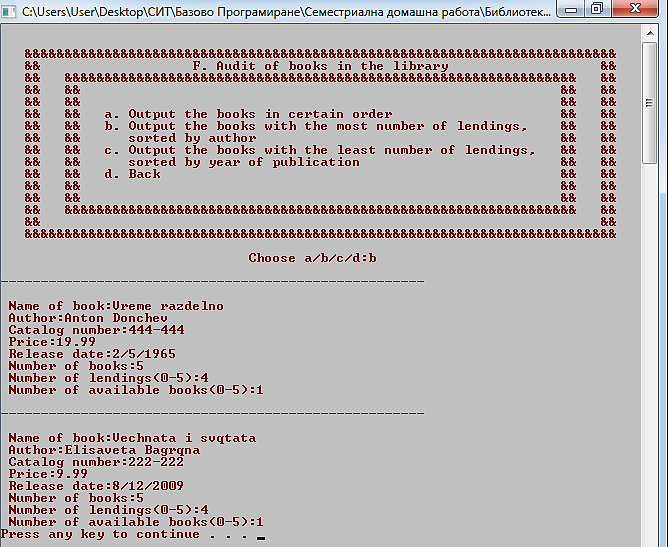 C:\Users\User\Desktop\СИТ\Базово Програмиране\Семестриална домашна работа\Библиотек...
&&&&&&&&&&&&&&&&&&&&&&&&&&&&&&&&&&&&&&&&&&&&&&&&&&&&&&&&&&&&&&&&&&&&&&&&&&
&& F. Audit of books in the library &&
&& &&&&&&&&&&&&&&&&&&&&&&&&&&&&&&&&&&&&&&&&&&&&&&&&&&&&&&&&&&&&&&&& &&
&& && && &&
&& && && &&
&& && a. Output the books in certain order && &&
&& && b. Output the books with the most number of lendings, && &&
&& && sorted by author && &&
&& && c. Output the books with the least number of lendings, && &&
&& && sorted by year of publication && &&
&& && d. Back && &&
&& && && &&
&& && && &&
&& &&&&&&&&&&&&&&&&&&&&&&&&&&&&&&&&&&&&&&&&&&&&&&&&&&&&&&&&&&&&&&&& &&
&& &&
&&&&&&&&&&&&&&&&&&&&&&&&&&&&&&&&&&&&&&&&&&&&&&&&&&&&&&&&&&&&&&&&&&&&&&&&&&
Choose a/b/c/d:b
_____________________________________________________
Name of book:Vreme razdelno
Author:Anton Donchev
Catalog number:444-444
Price:19.99
Release date:2/5/1965
Number of books:5
Number of lendings(0-5):4
Number of available books(0-5):1
_____________________________________________________
Name of book:Vechnata i svqtata
Author:Elisaveta Bagrqna
Catalog number:222-222
Price:9.99
Release date:8/12/2009
Number of books:5
Number of lendings(0-5):4
Number of available books(0-5):1
Press any key to continue . . . _